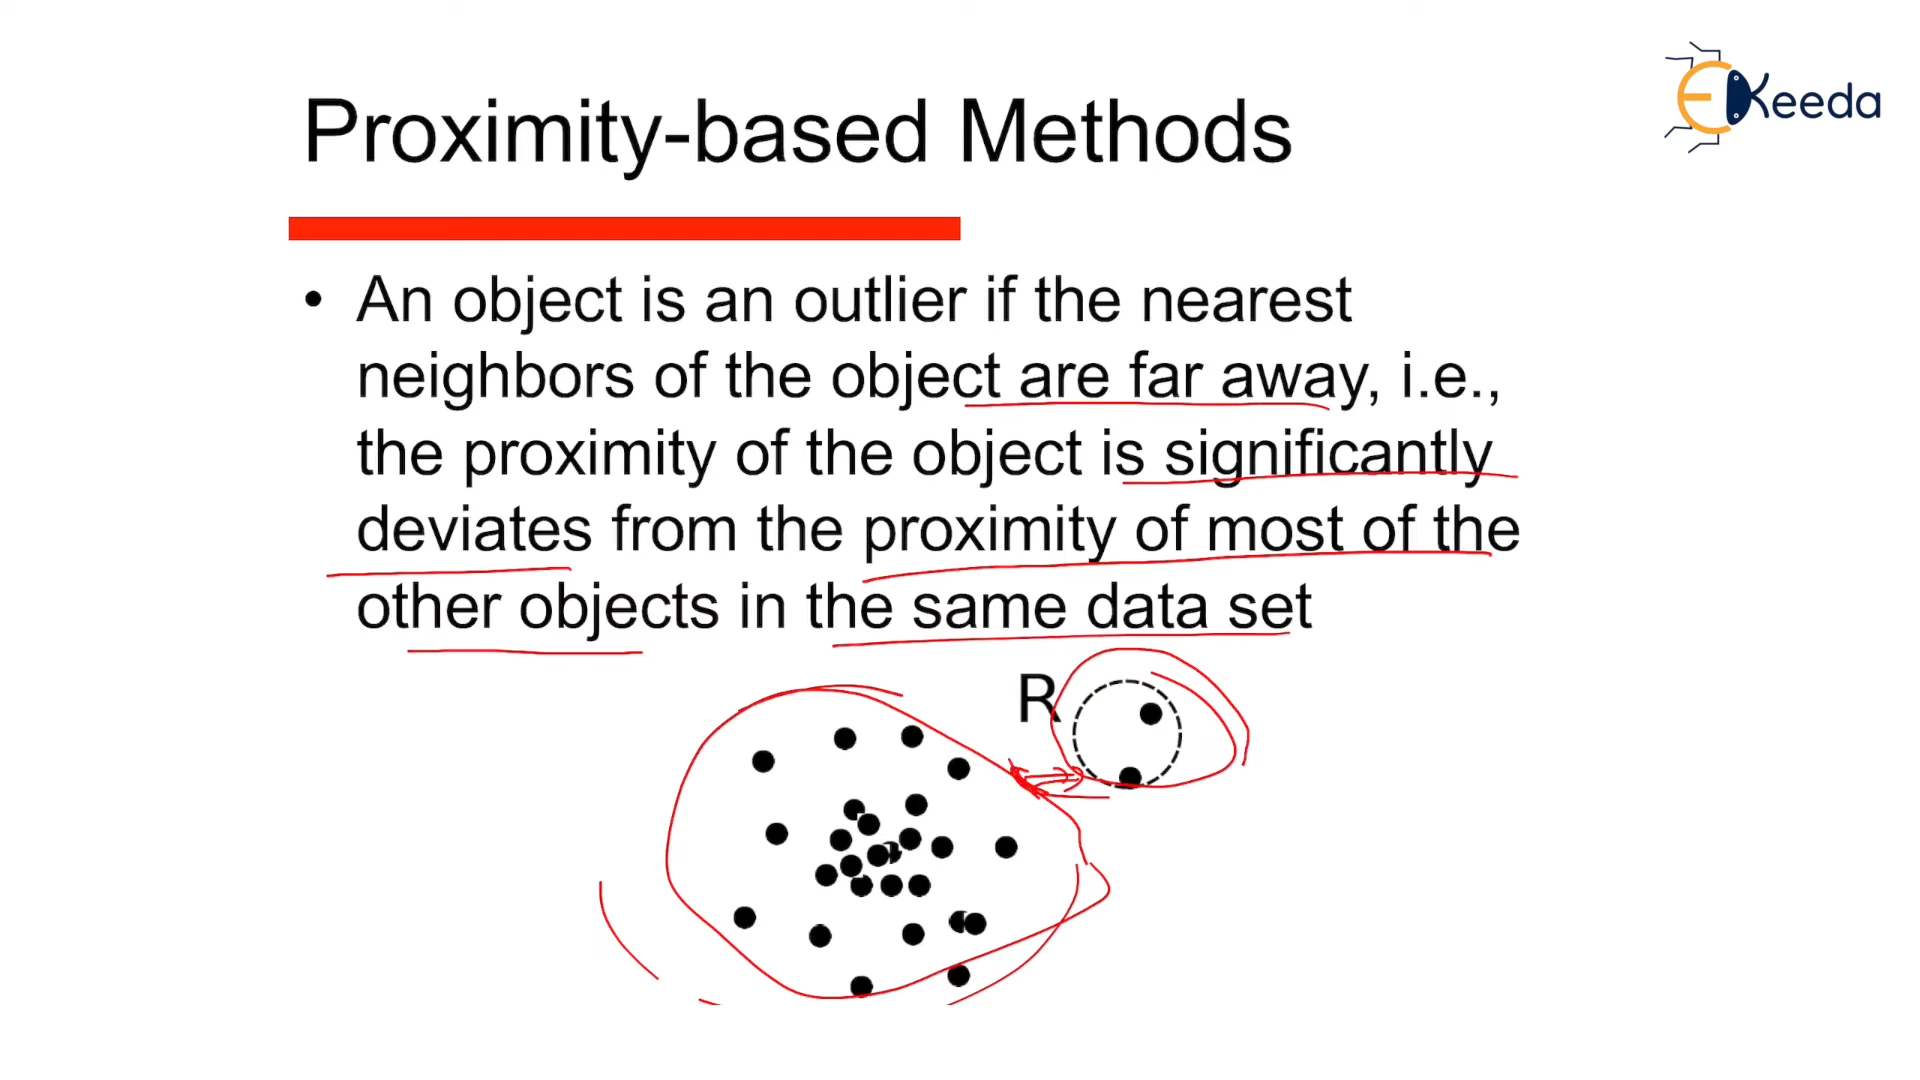 EKeeda
Proximity-based Methods
• An object is an outlier if the nearest
neighbors of the object are far away, i.e.,
the proximity of the object is significantly
deviates from the proximity of most of the
other objects in the same data set
R